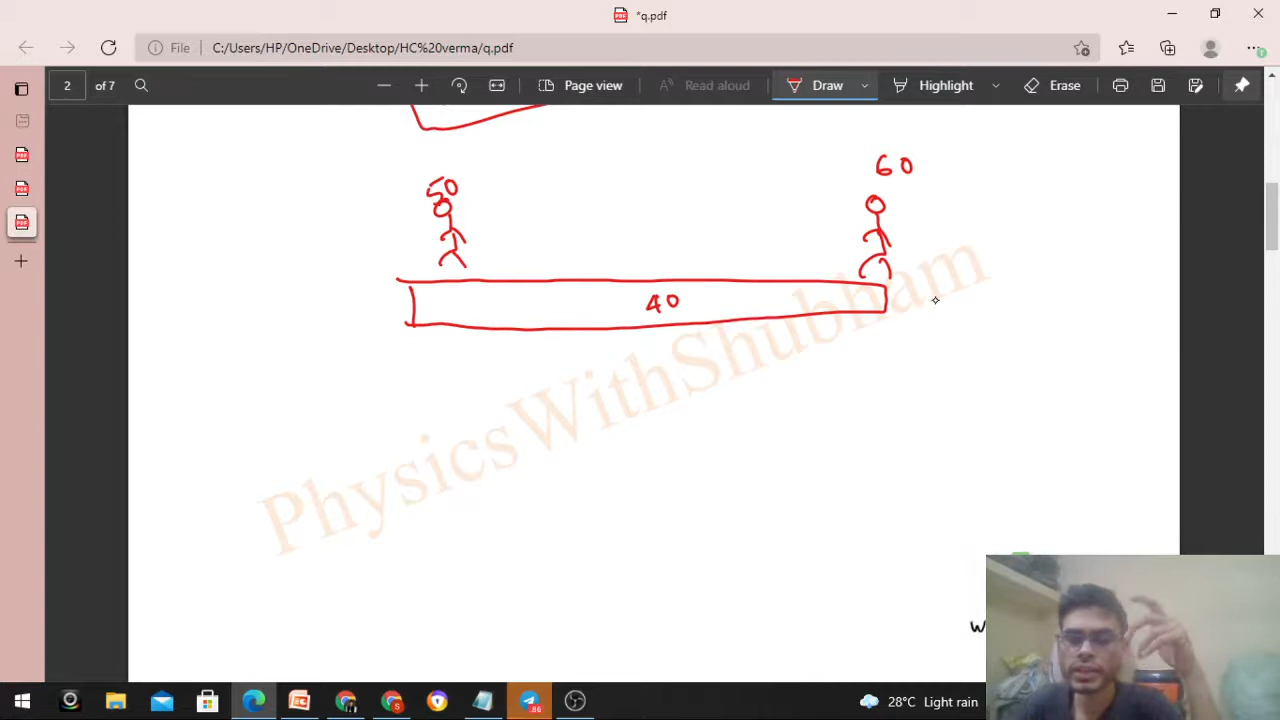 *q.pdf
File C:/Users/HP/OneDrive/Desktop/HC%20verma/q.pdf
2 of 7 Page view Read aloud Draw Highlight Erase
60
50
40
PhysicsWithShubham
W
86
28°C Light rain